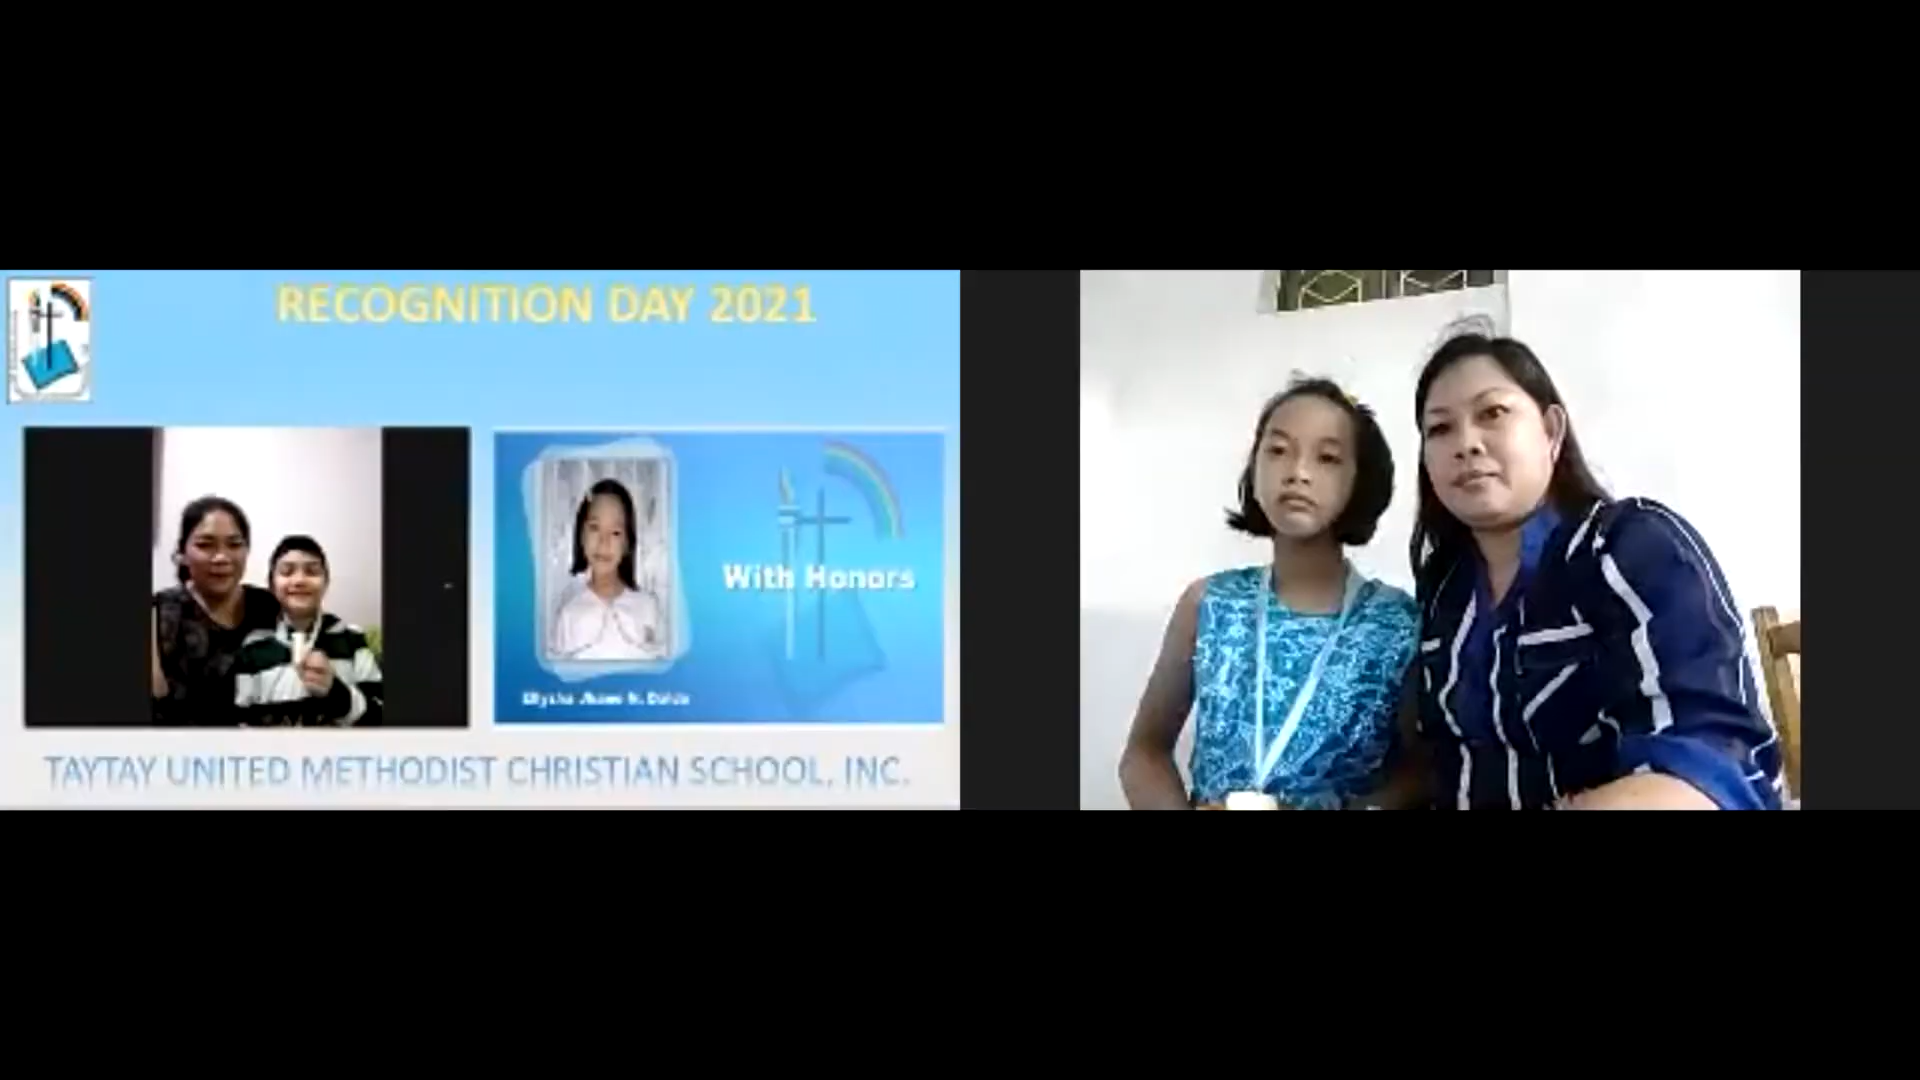 RECOGNITION DAY 2021
With Honors
TAYTAY UNITED METHODIST CHRISTIAN SCHOOL, INC.